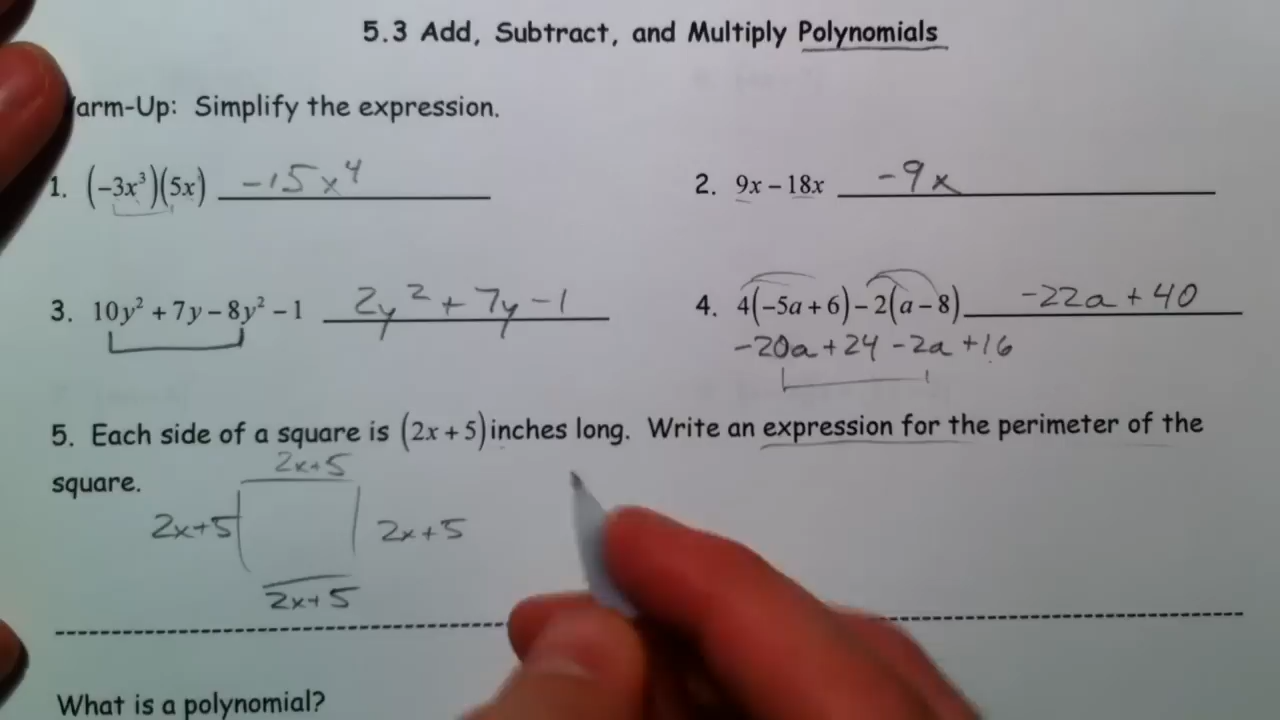 5.3 Add, Subtract, and Multiply Polynomials
arm-Up: Simplify the expression.
1. (-3x³)(5x) -15x⁴
2. 9x - 18x -9x
3. 10y² + 7y - 8y² - 1 2y² + 7y - 1
4. 4(-5a + 6) - 2(a - 8) -22a + 40
-20a + 24 - 2a + 16
5. Each side of a square is (2x + 5) inches long. Write an expression for the perimeter of the
square.
2x+5
2x+5
2x+5
2x+5
What is a polynomial?